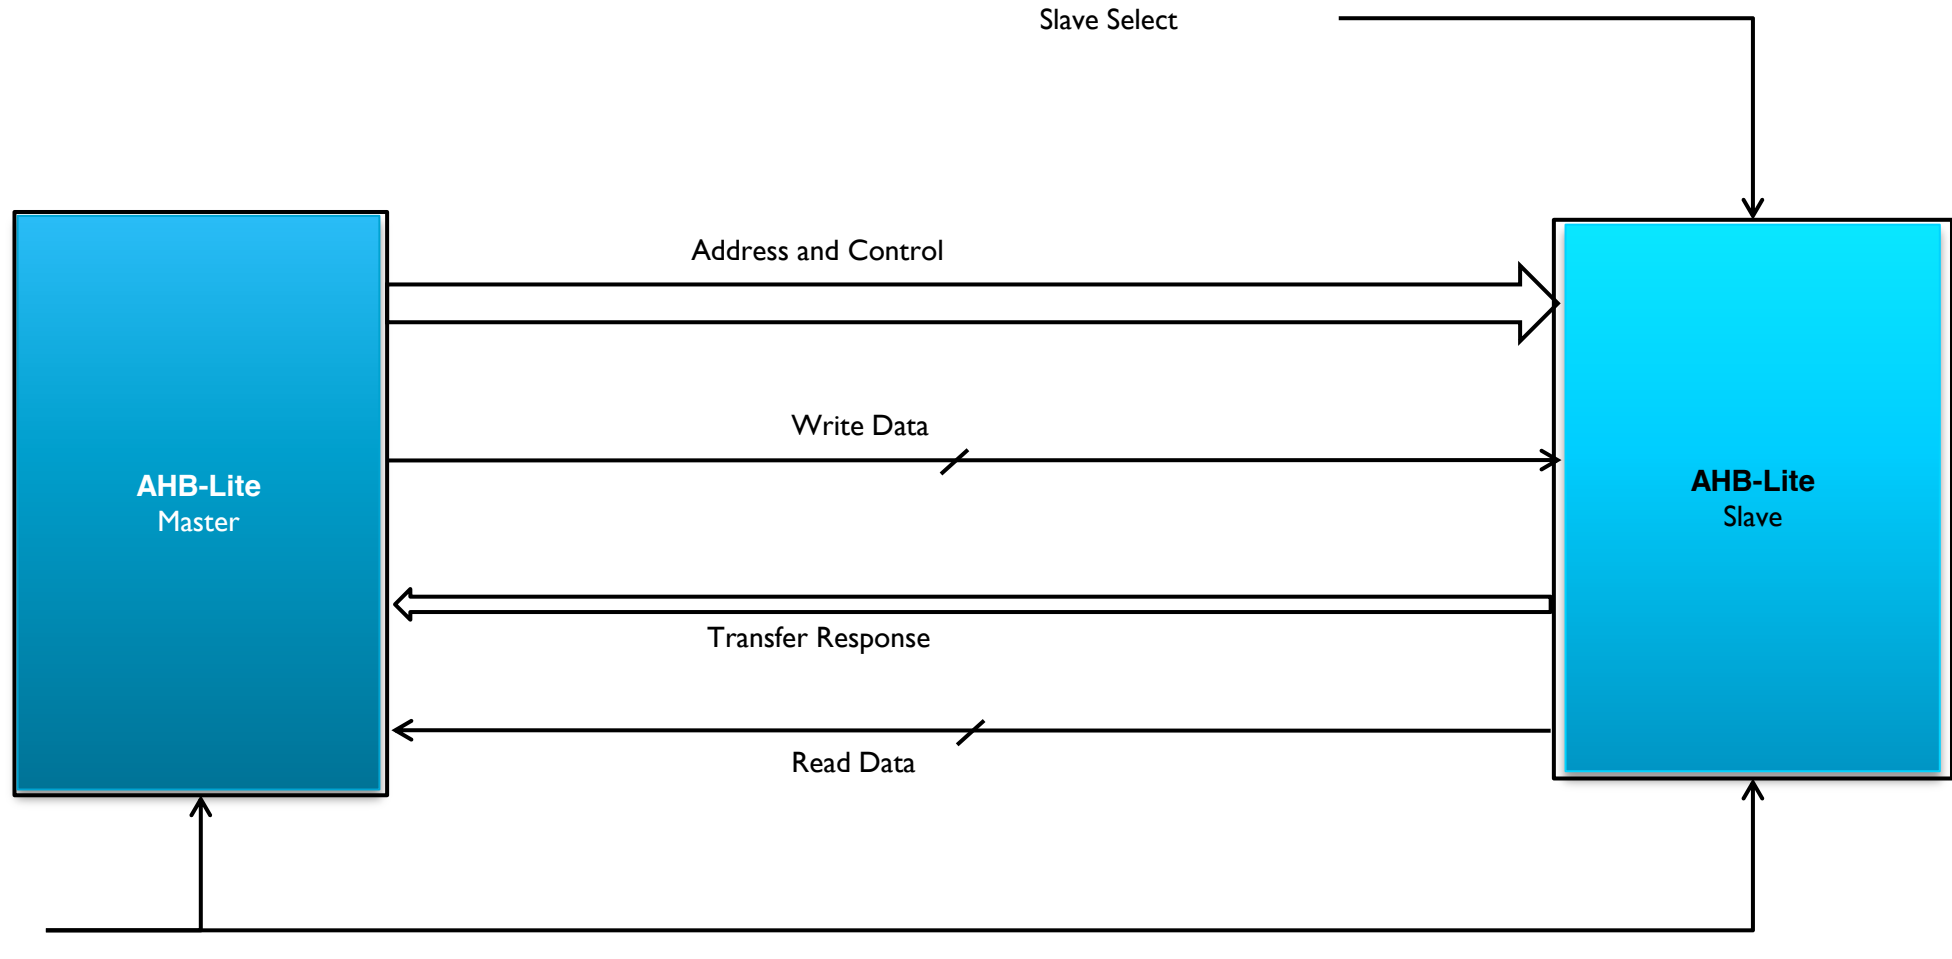 Slave Select
Address and Control
Write Data
AHB-Lite
Master
AHB-Lite
Slave
Transfer Response
Read Data